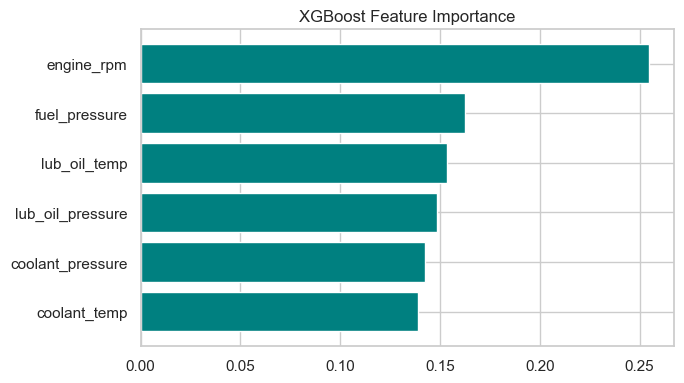 XGBoost Feature Importance
engine_rpm
fuel_pressure
lub_oil_temp
lub_oil_pressure
coolant_pressure
coolant_temp
0.00 0.05 0.10 0.15 0.20 0.25